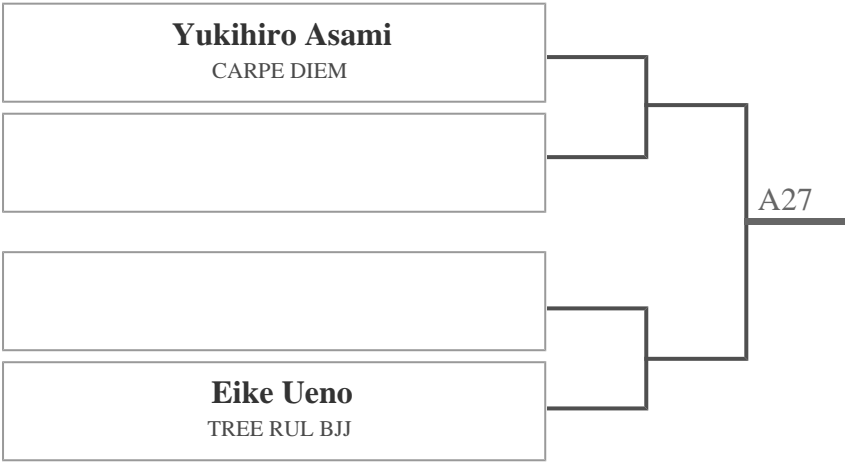 Yukihiro Asami
CARPE DIEM
A27
Eike Ueno
TREE RUL BJJ